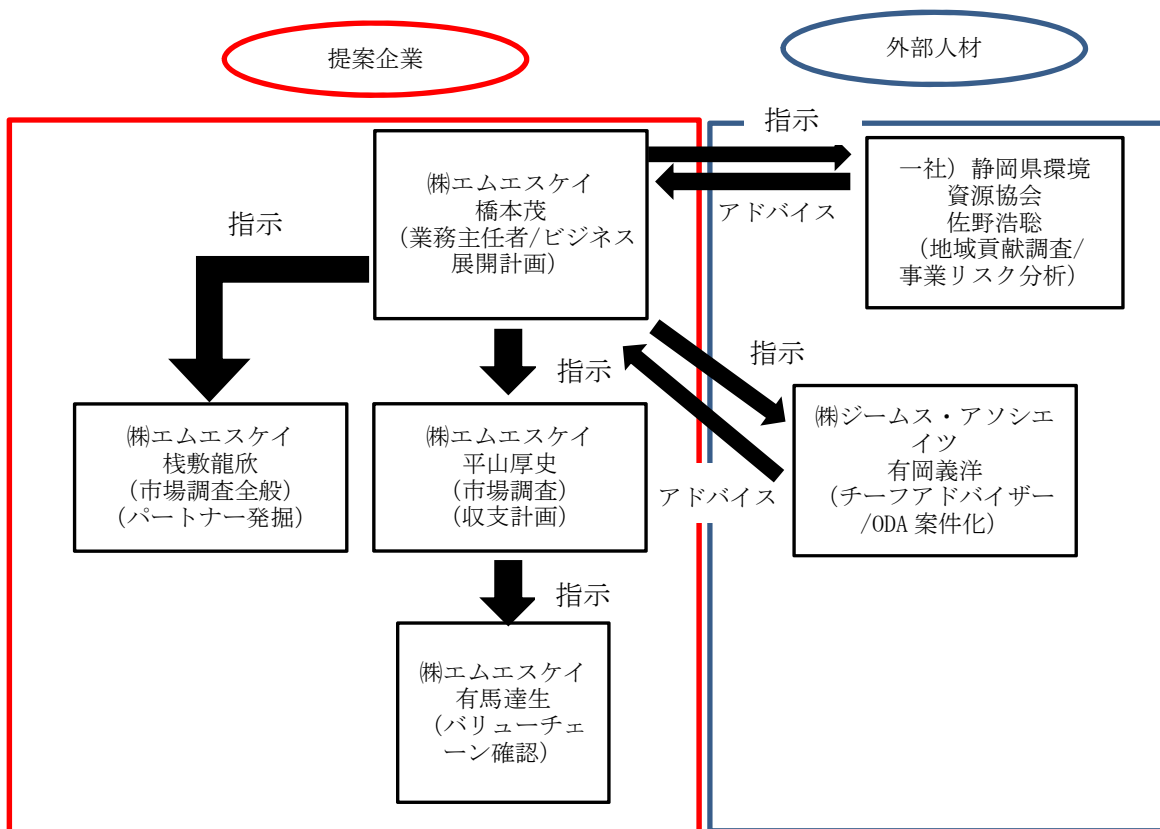 提案企業
外部人材
指示
㈱エムエスケイ
橋本茂
(業務主任者/ビジネス
展開計画)
一社）静岡県環境
資源協会
佐野浩聡
（地域貢献調査/
事業リスク分析）
アドバイス
指示
指示
指示
㈱エムエスケイ
桟敷龍欣
(市場調査全般)
(パートナー発掘)
㈱エムエスケイ
平山厚史
(市場調査)
(収支計画)
アドバイス
㈱ジームス・アソシエ
イツ
有岡義洋
(チーフアドバイザー
/ODA 案件化)
指示
㈱エムエスケイ
有馬達生
（バリューチェ
ーン確認）